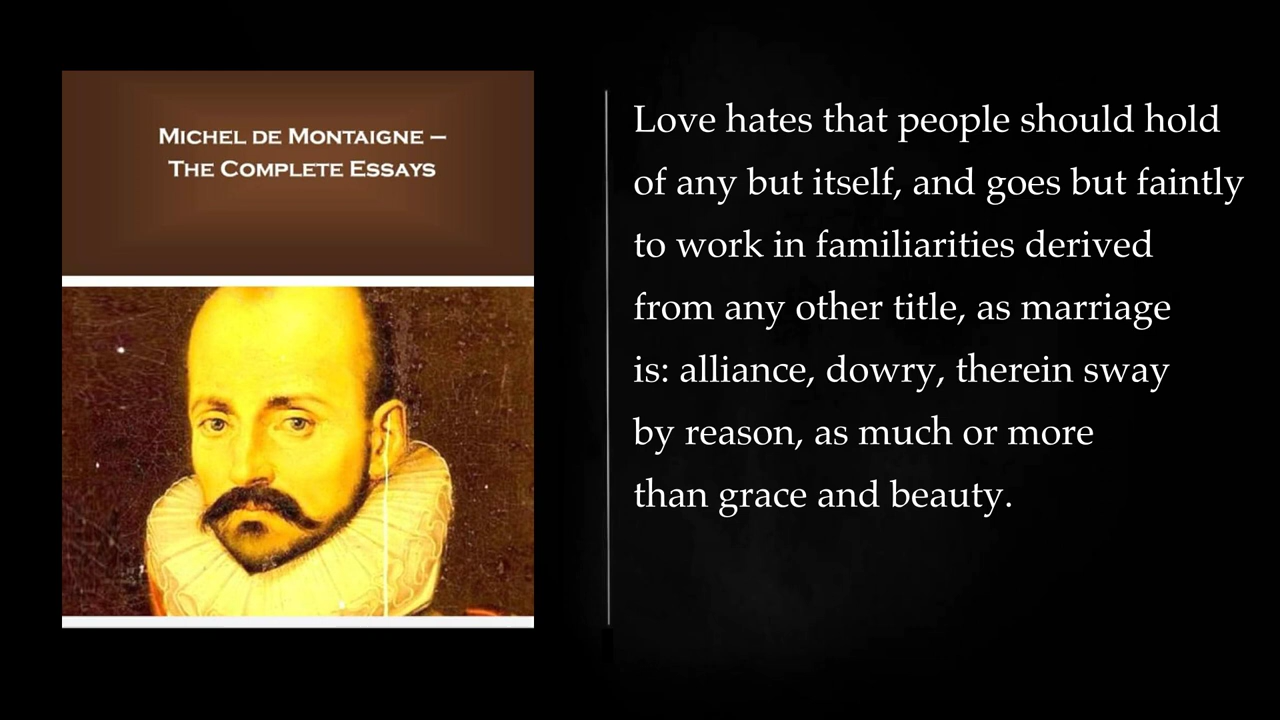 MICHEL DE MONTAIGNE –
THE COMPLETE ESSAYS
Love hates that people should hold
of any but itself, and goes but faintly
to work in familiarities derived
from any other title, as marriage
is: alliance, dowry, therein sway
by reason, as much or more
than grace and beauty.